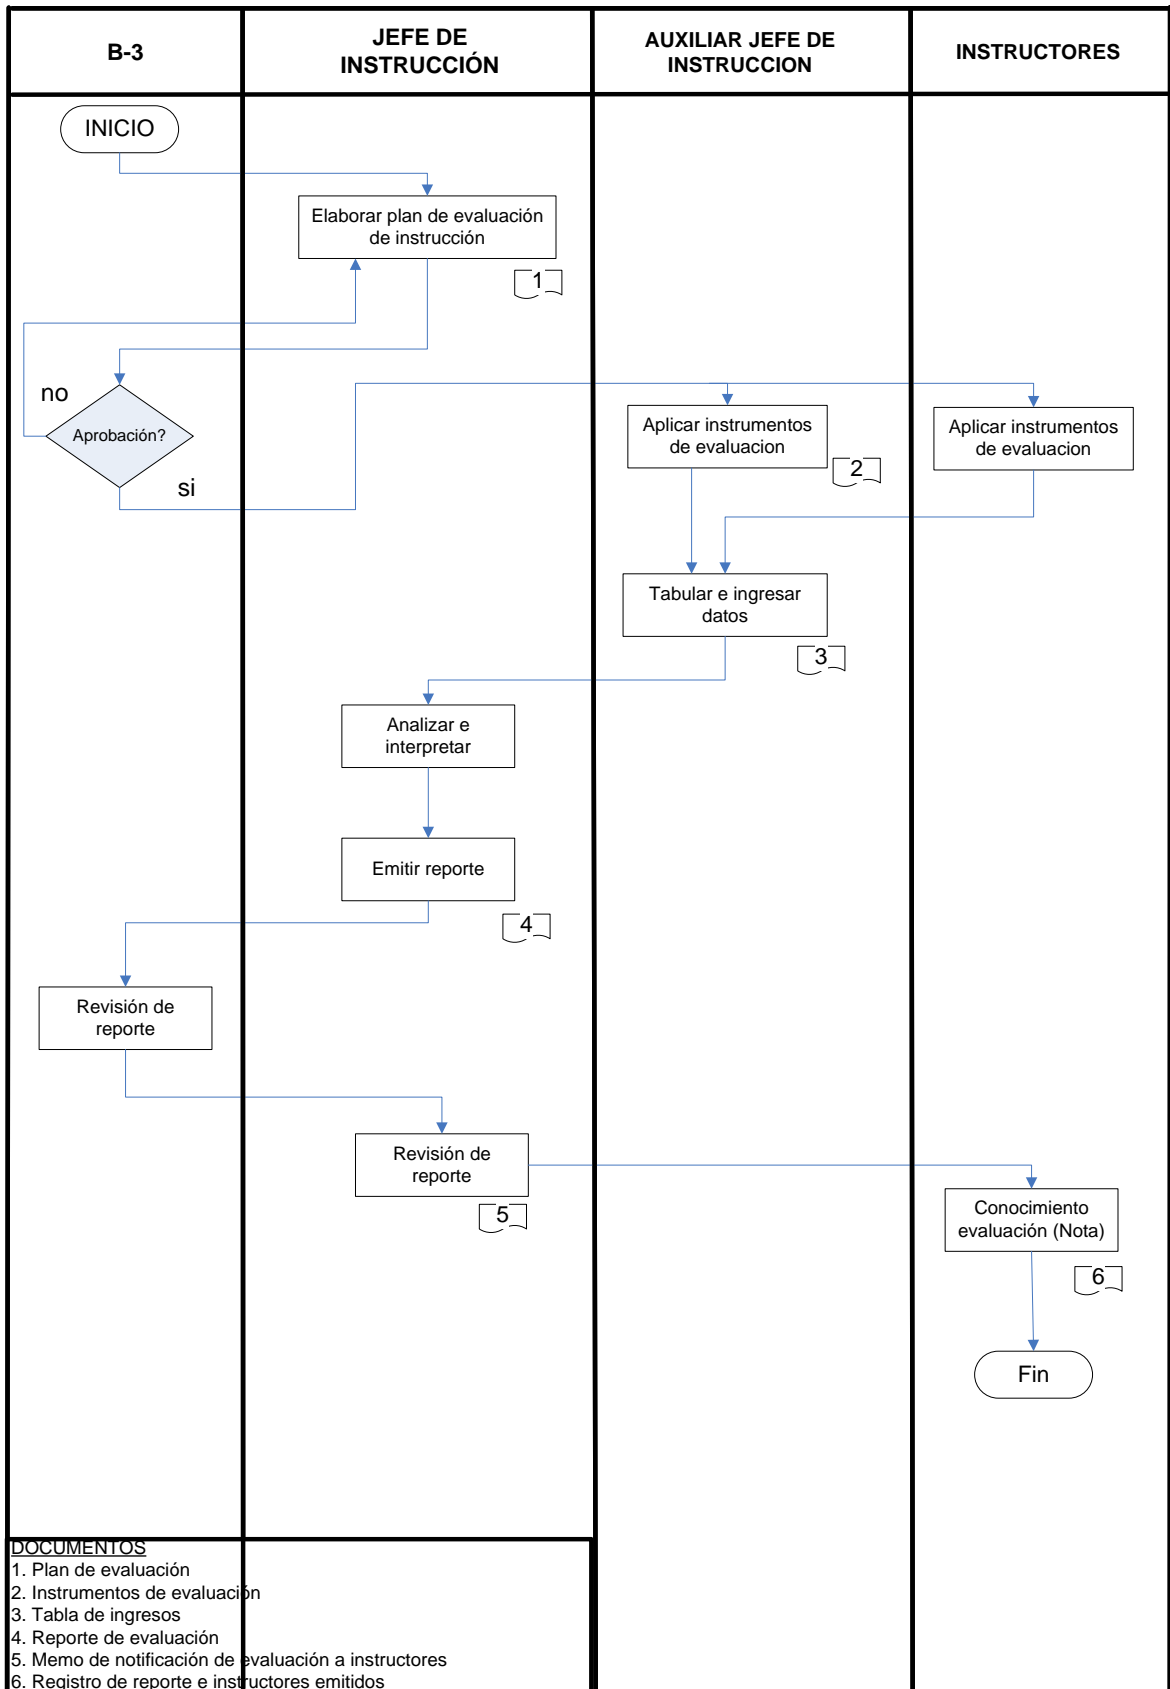 B-3
JEFE DE
INSTRUCCIÓN
AUXILIAR JEFE DE
INSTRUCCION
INSTRUCTORES
INICIO
Elaborar plan de evaluación
de instrucción
1
no
Aprobación?
si
Aplicar instrumentos
de evaluacion
2
Aplicar instrumentos
de evaluacion
Tabular e ingresar
datos
3
Analizar e
interpretar
Emitir reporte
4
Revisión de
reporte
Revisión de
reporte
5
Conocimiento
evaluación (Nota)
6
Fin
DOCUMENTOS
1. Plan de evaluación
2. Instrumentos de evaluación
3. Tabla de ingresos
4. Reporte de evaluación
5. Memo de notificación de evaluación a instructores
6. Registro de reporte e instructores emitidos